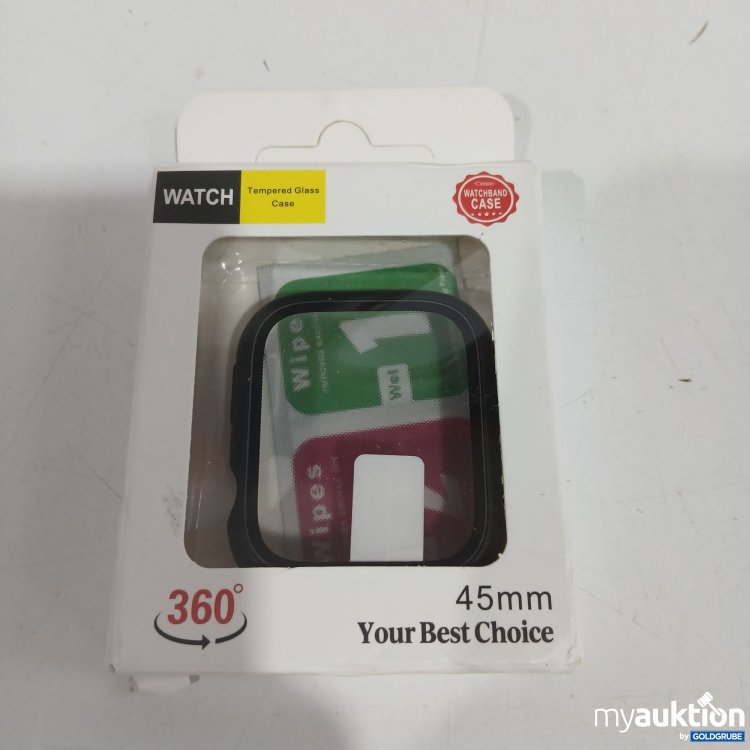 WATCH
Tempered Glass
Case
Classic
WATCHBAND
CASE
Wipes
1
Wet
Wipes
2
360°
45mm
Your Best Choice
myauktion
by GOLDGRUBE